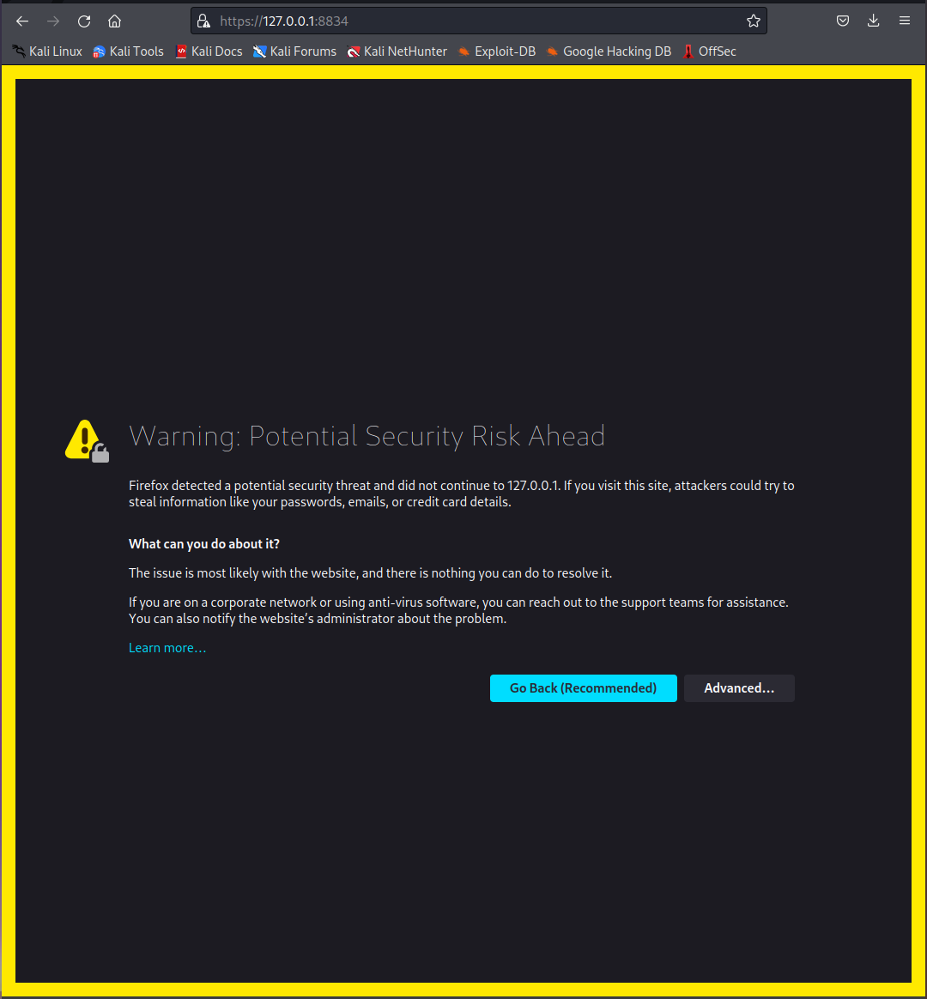 https://127.0.0.1:8834
Kali Linux Kali Tools Kali Docs Kali Forums Kali NetHunter Exploit-DB Google Hacking DB OffSec
Warning: Potential Security Risk Ahead
Firefox detected a potential security threat and did not continue to 127.0.0.1. If you visit this site, attackers could try to
steal information like your passwords, emails, or credit card details.
What can you do about it?
The issue is most likely with the website, and there is nothing you can do to resolve it.
If you are on a corporate network or using anti-virus software, you can reach out to the support teams for assistance.
You can also notify the website’s administrator about the problem.
Learn more…
Go Back (Recommended) Advanced…